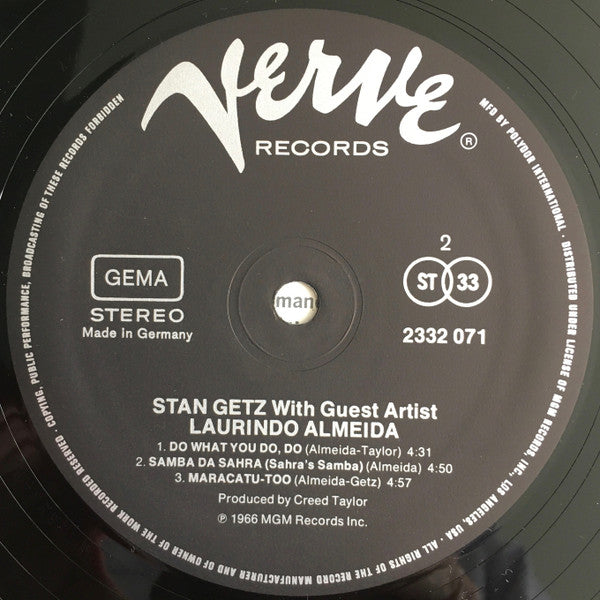 Verve
RECORDS ®
2
GEMA
ST 33
STEREO
Made in Germany
2332 071
man
STAN GETZ With Guest Artist
LAURINDO ALMEIDA
1. DO WHAT YOU DO, DO (Almeida-Taylor) 4:31
2. SAMBA DA SAHRA (Sahra's Samba) (Almeida) 4:50
3. MARACATU-TOO (Almeida-Getz) 4:57
Produced by Creed Taylor
℗ 1966 MGM Records Inc.
MFD BY POLYDOR INTERNATIONAL · DISTRIBUTED UNDER LICENSE OF MGM RECORD, INC., LOS ANGELES, USA · ALL RIGHTS OF THE RECORD MANUFACTURER AND OF OWNER OF THE WORK RECORDED RESERVED · COPYING, PUBLIC PERFORMANCE, BROADCASTING OF THESE RECORDS FORBIDDEN